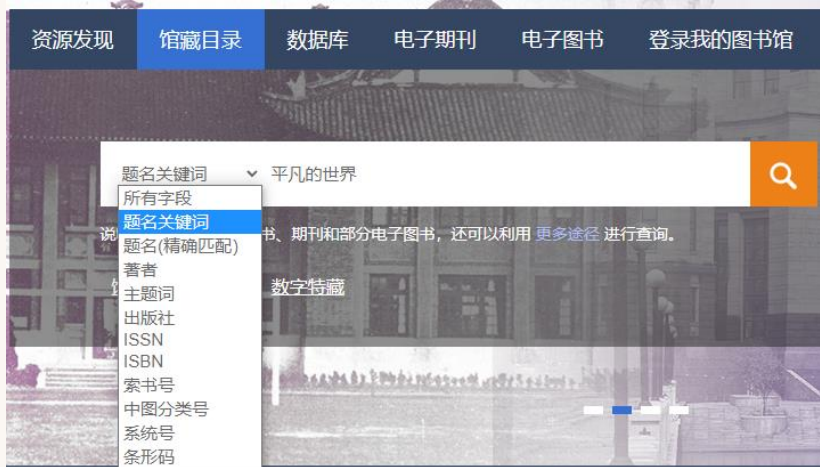 资源发现 馆藏目录 数据库 电子期刊 电子图书 登录我的图书馆
题名关键词 平凡的世界
所有字段
题名关键词
说 书、期刊和部分电子图书，还可以利用 更多途径 进行查询。
题名(精确匹配)
著者
主题词 数字特藏
出版社
ISSN
ISBN
索书号
中图分类号
系统号
条形码